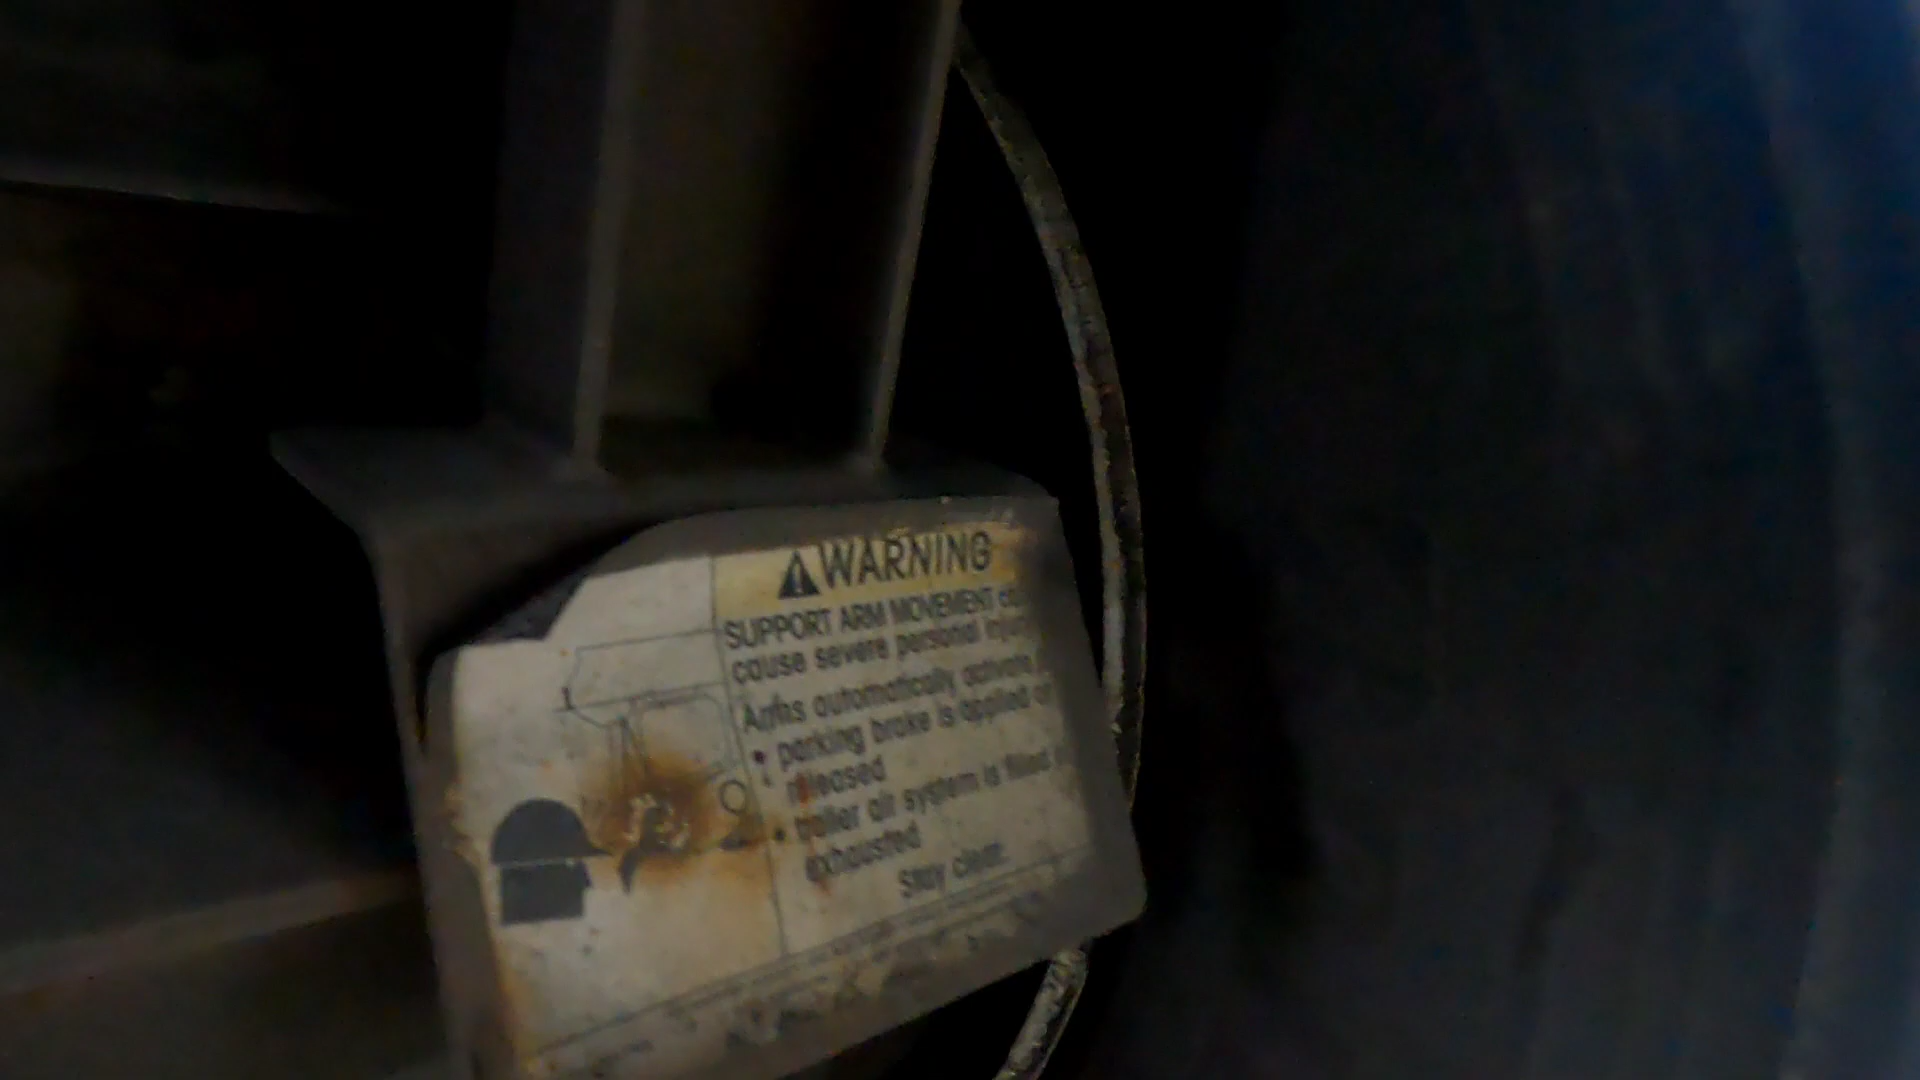 WARNING
SUPPORT ARM MOVEMENT
cause severe personal
Arms automatically activate
• parking brake is applied or
released
• trailer air system is filled
exhausted
Stay clear.